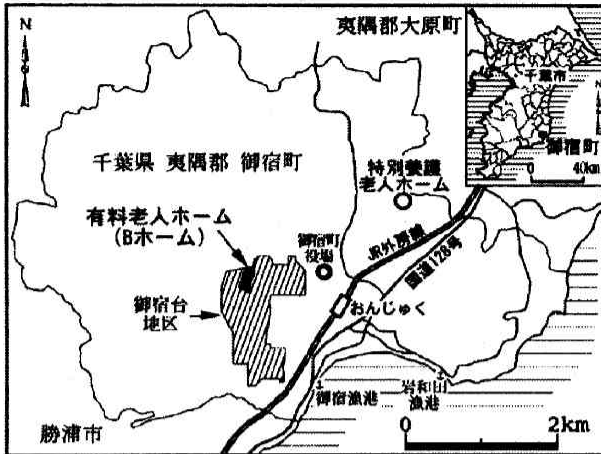 夷隅郡大原町
N
千葉市
N
御宿町
0 40km
千葉県 夷隅郡 御宿町
特別養護
老人ホーム
有料老人ホーム
(Bホーム)
御宿町
役場
JR外房線
国道128号
御宿台
地区
おんじゅく
御宿漁港
岩和田
漁港
勝浦市
0 2km